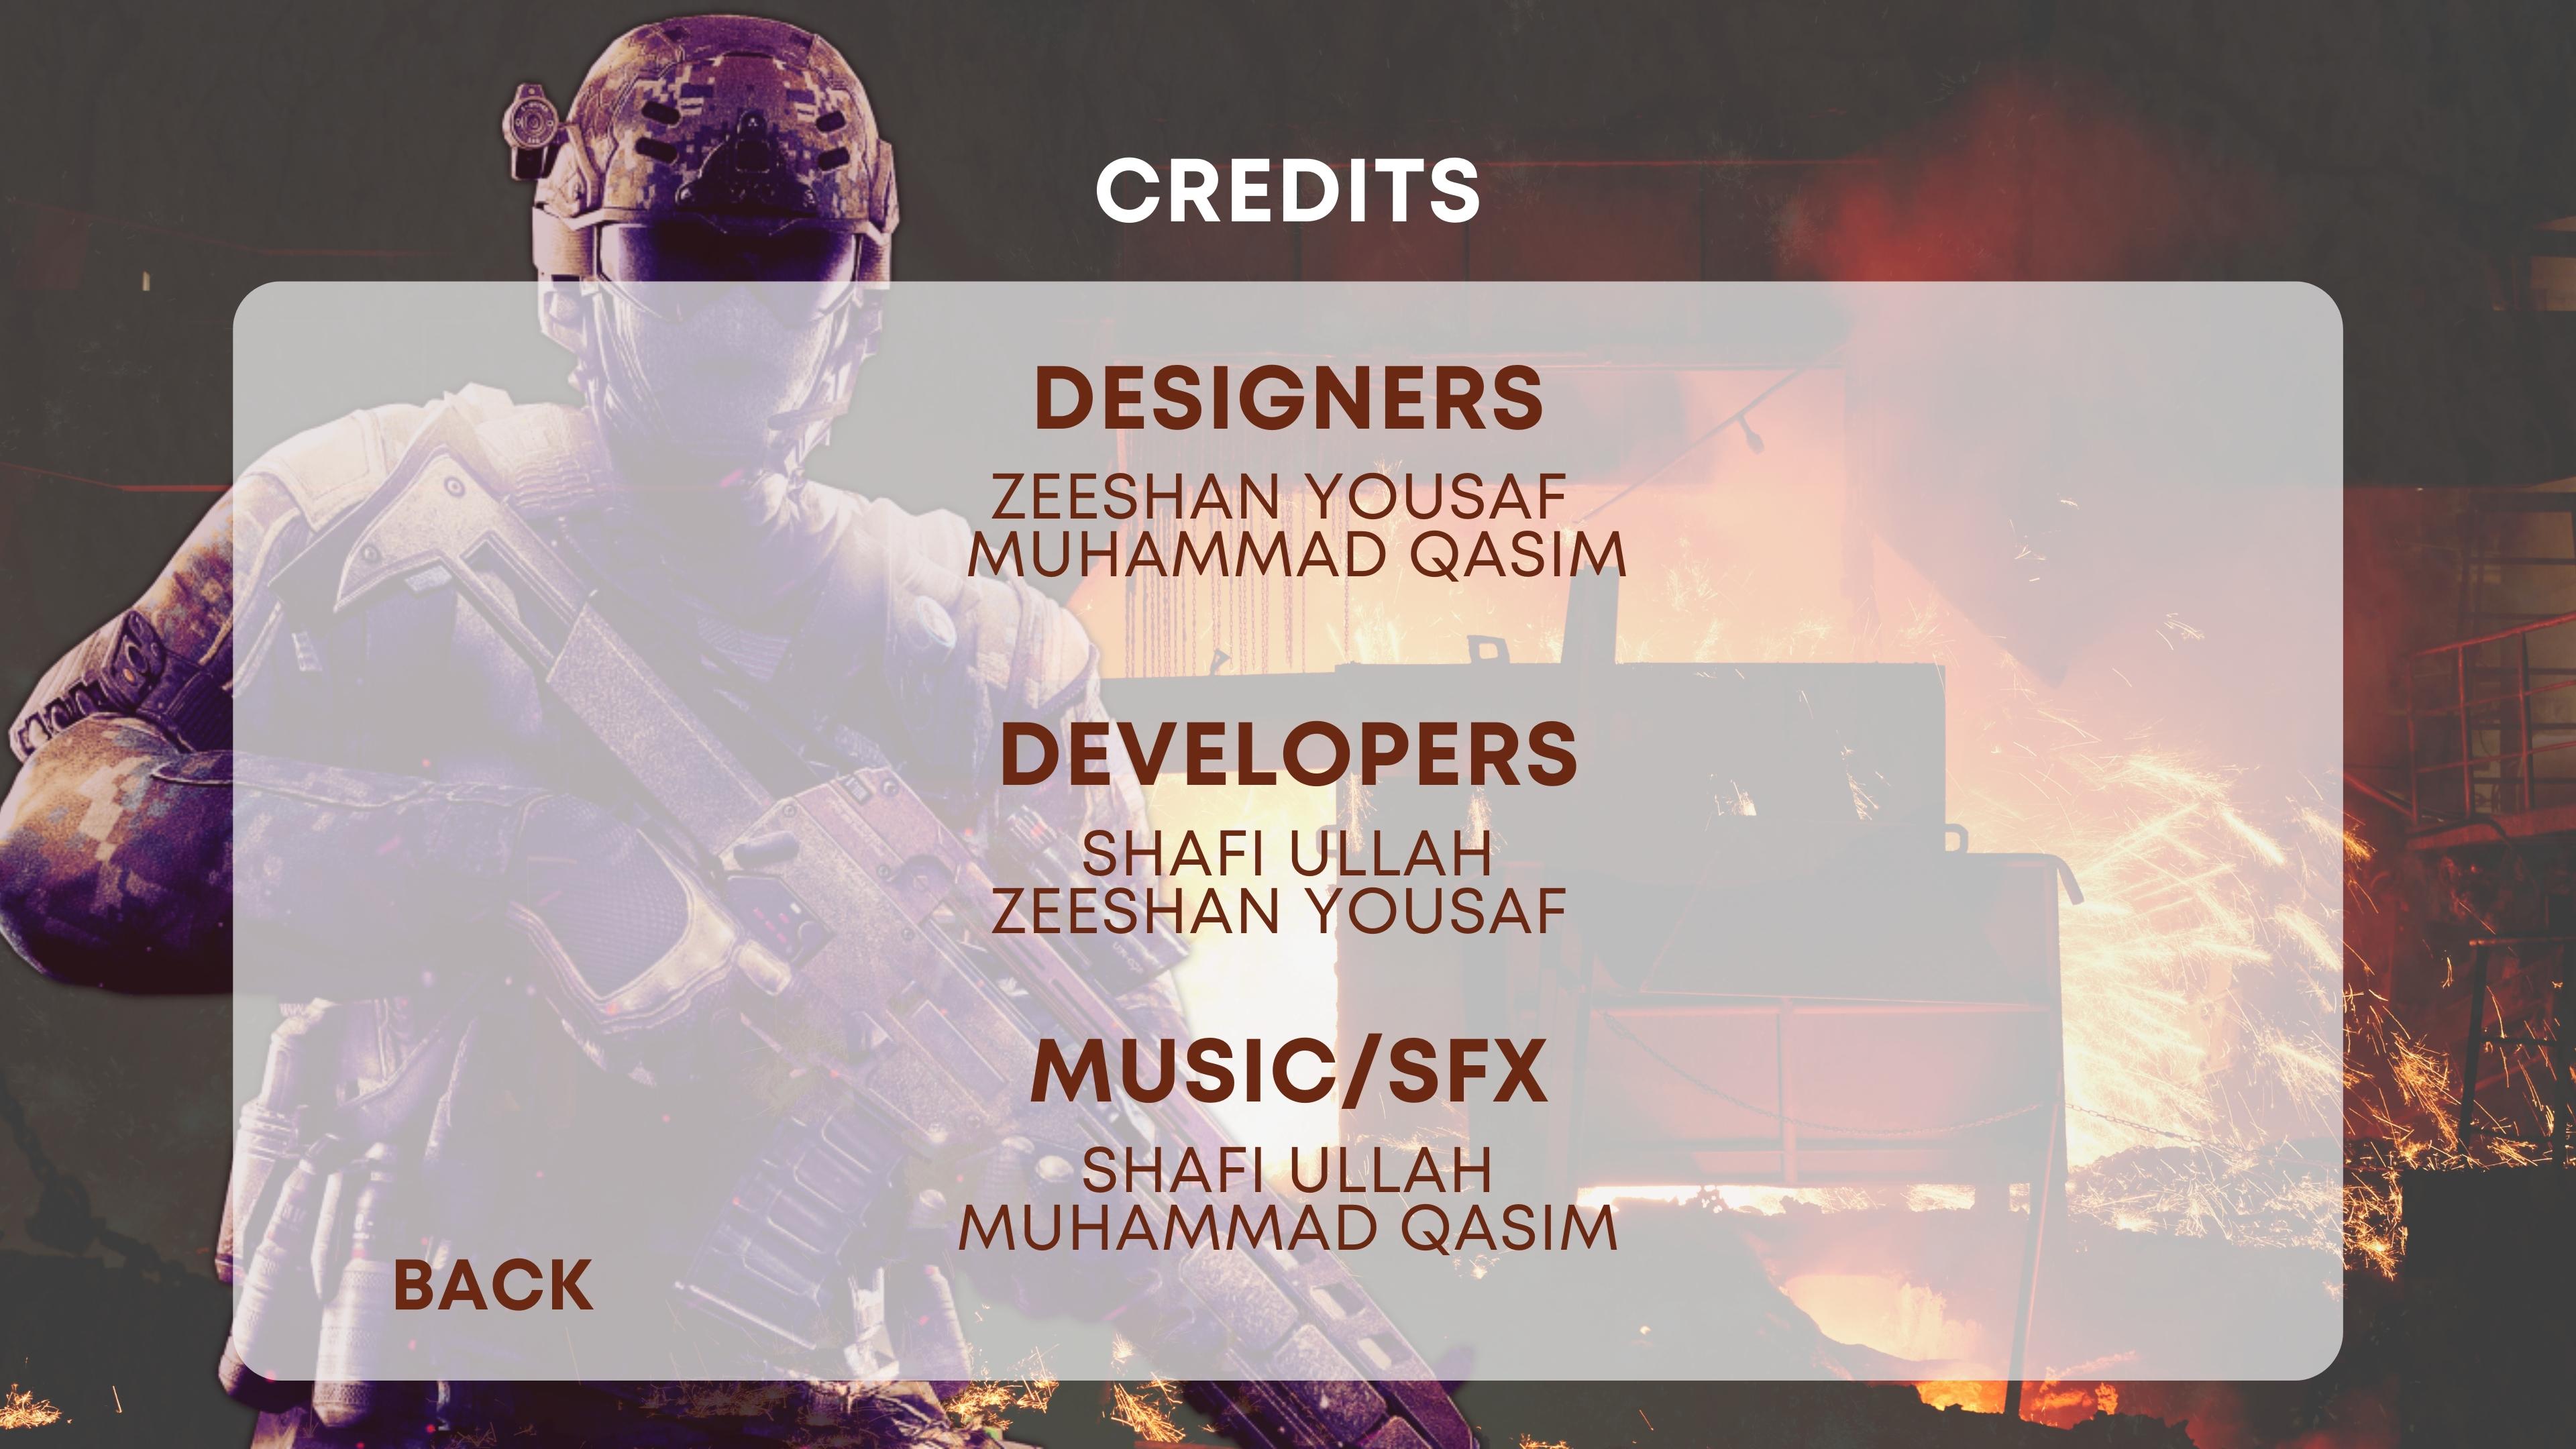 CREDITS
DESIGNERS
ZEESHAN YOUSAF
MUHAMMAD QASIM
DEVELOPERS
SHAFI ULLAH
ZEESHAN YOUSAF
MUSIC/SFX
SHAFI ULLAH
MUHAMMAD QASIM
BACK